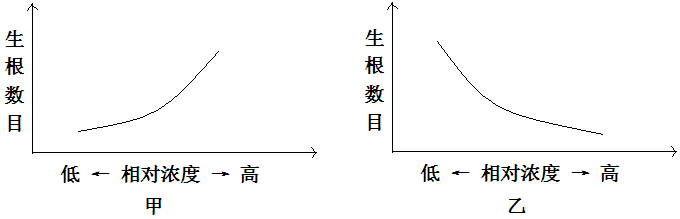 生根数目
低 ← 相对浓度 → 高
甲
生根数目
低 ← 相对浓度 → 高
乙